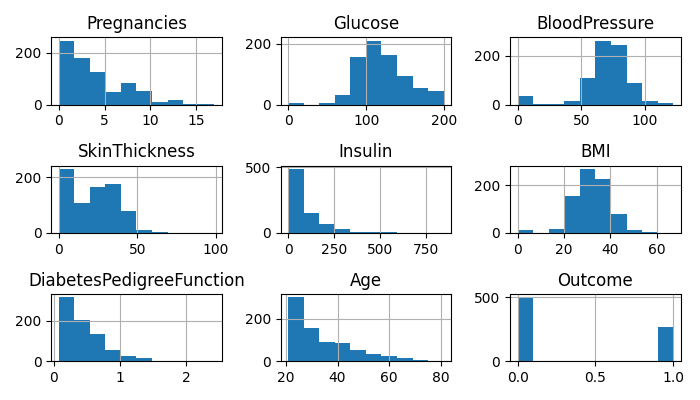 Pregnancies Glucose BloodPressure
200 200 200
0 0 0
0 5 10 15 0 100 200 0 50 100
SkinThickness Insulin BMI
200 500 200
0 0 0
0 50 100 0 250 500 750 0 20 40 60
DiabetesPedigreeFunction Age Outcome
200 200 500
0 0 0
0 1 2 20 40 60 80 0.0 0.5 1.0